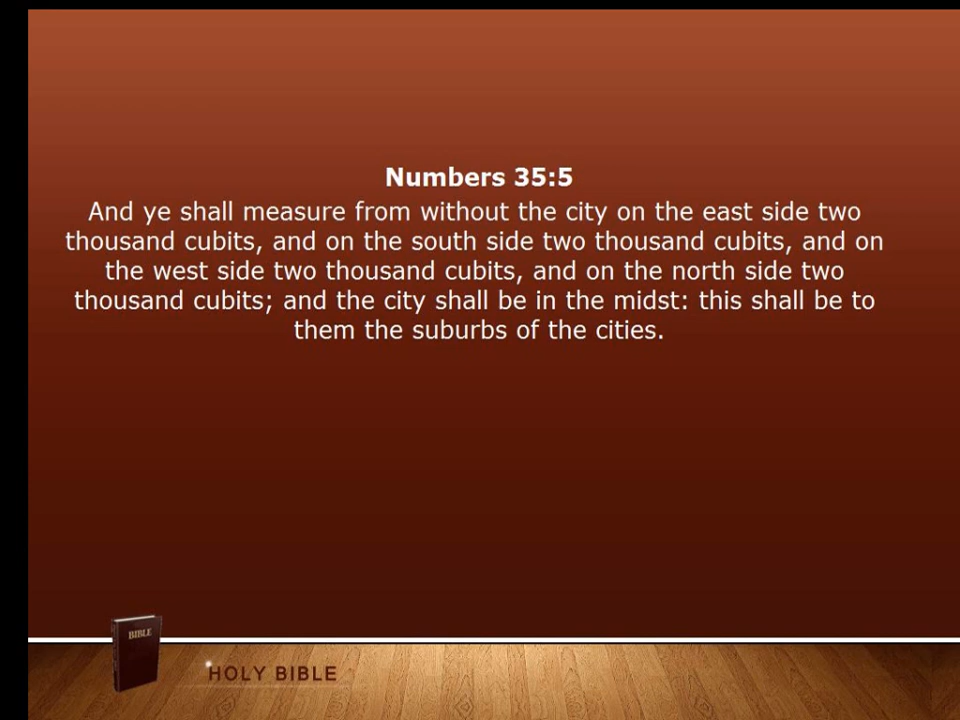 Numbers 35:5
And ye shall measure from without the city on the east side two
thousand cubits, and on the south side two thousand cubits, and on
the west side two thousand cubits, and on the north side two
thousand cubits; and the city shall be in the midst: this shall be to
them the suburbs of the cities.
BIBLE
HOLY BIBLE